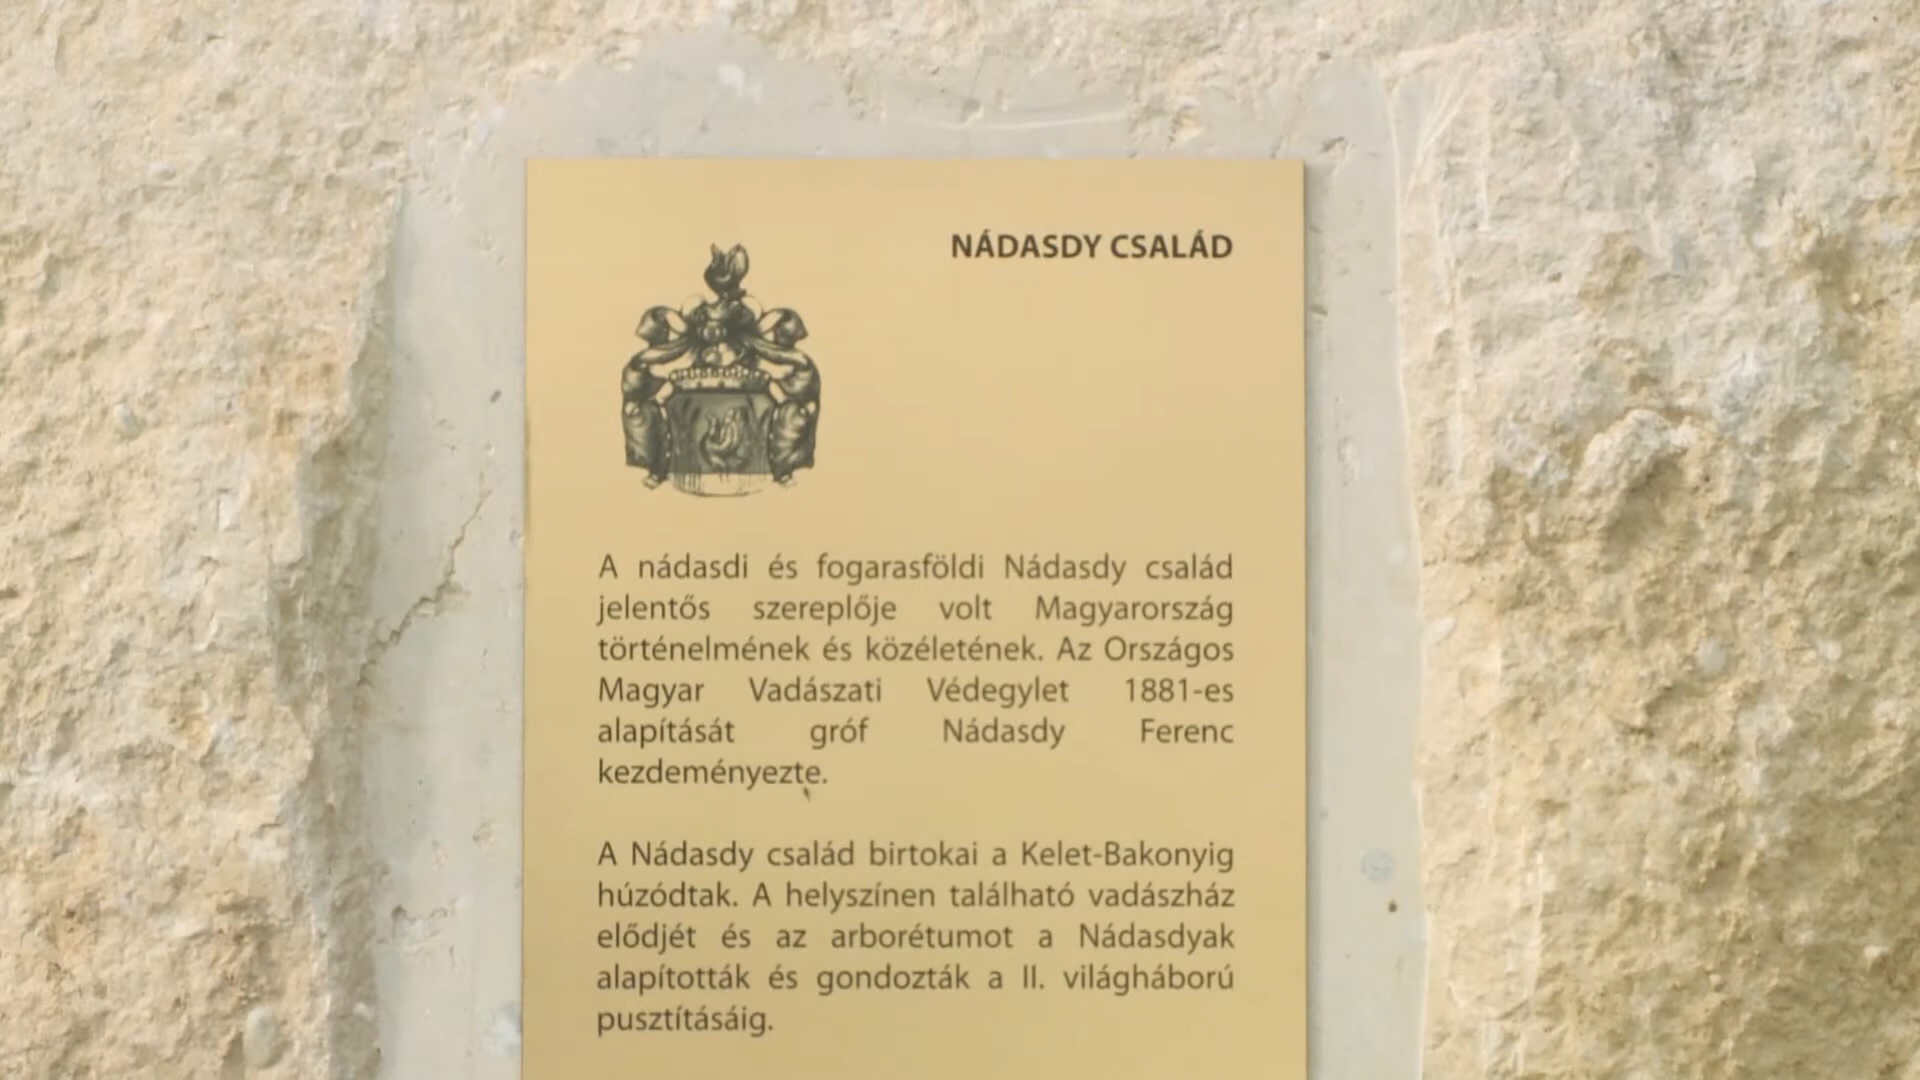 NÁDASDY CSALÁD
A nádasdi és fogarasföldi Nádasdy család
jelentős szereplője volt Magyarország
történelmének és közéletének. Az Országos
Magyar Vadászati Védegylet 1881-es
alapítását gróf Nádasdy Ferenc
kezdeményezte.
A Nádasdy család birtokai a Kelet-Bakonyig
húzódtak. A helyszínen található vadászház
elődjét és az arborétumot a Nádasdyak
alapították és gondozták a II. világháború
pusztításáig.